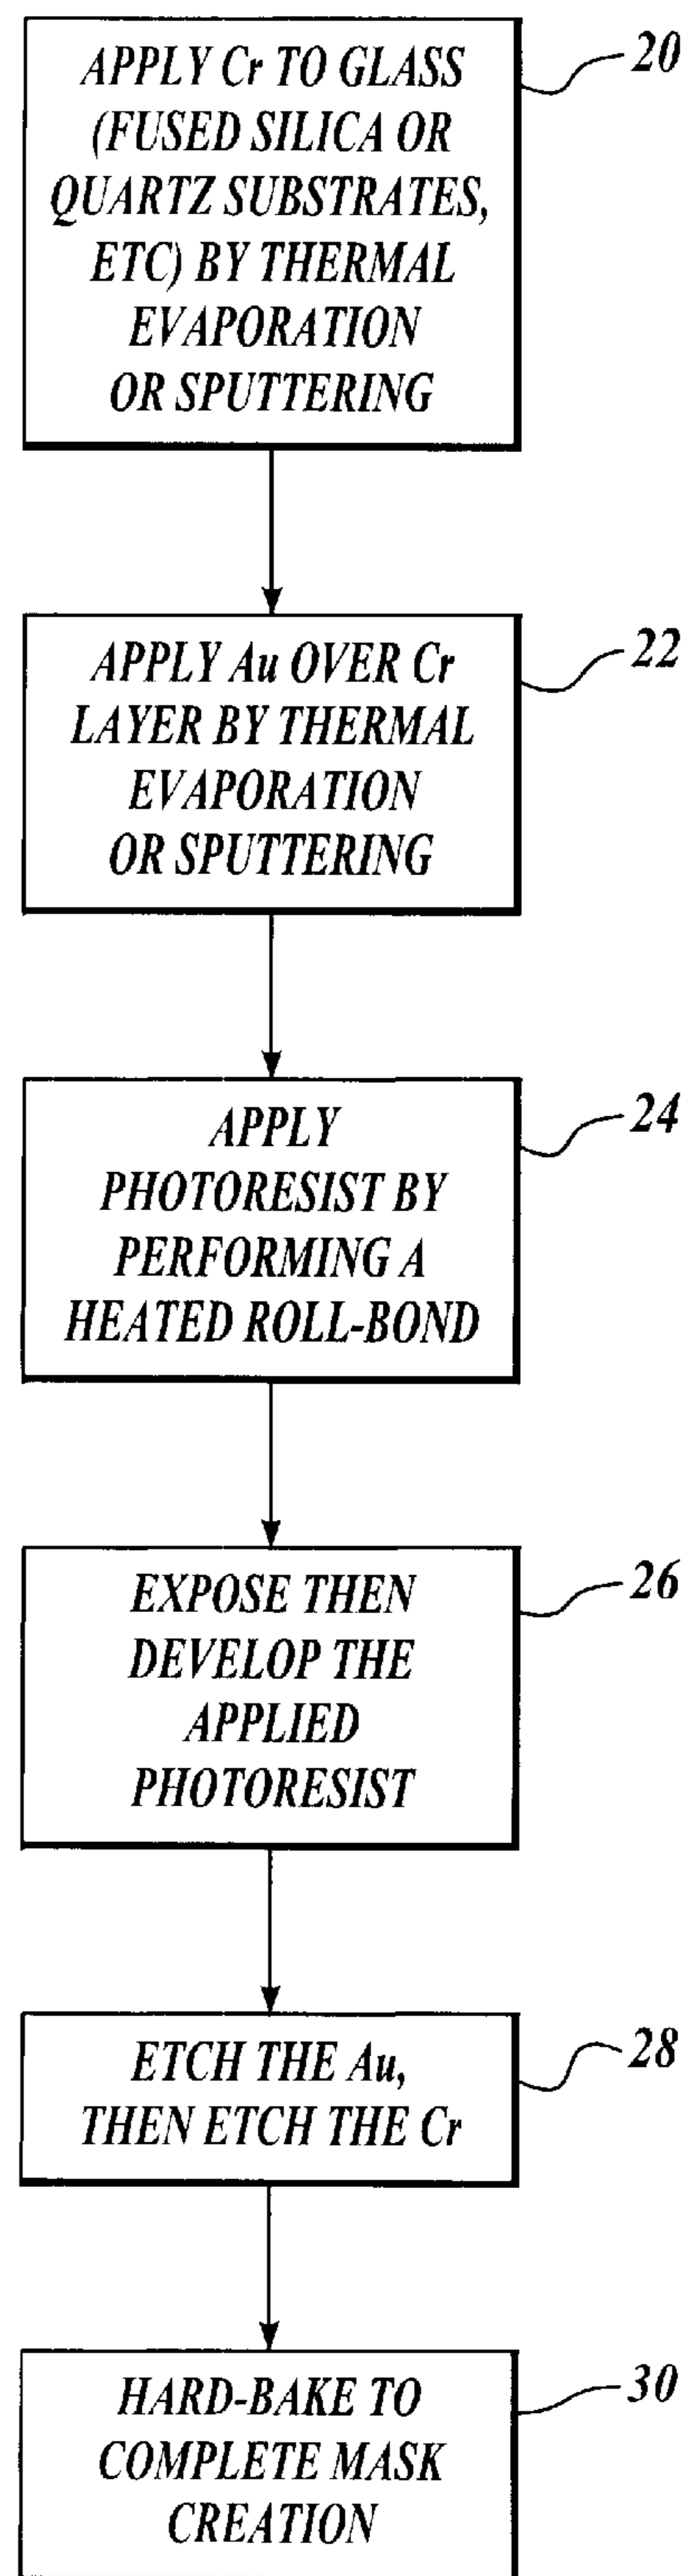 APPLY Cr TO GLASS
(FUSED SILICA OR
QUARTZ SUBSTRATES,
ETC) BY THERMAL
EVAPORATION
OR SPUTTERING
20
APPLY Au OVER Cr
LAYER BY THERMAL
EVAPORATION
OR SPUTTERING
22
APPLY
PHOTORESIST BY
PERFORMING A
HEATED ROLL-BOND
24
EXPOSE THEN
DEVELOP THE
APPLIED
PHOTORESIST
26
ETCH THE Au,
THEN ETCH THE Cr
28
HARD-BAKE TO
COMPLETE MASK
CREATION
30